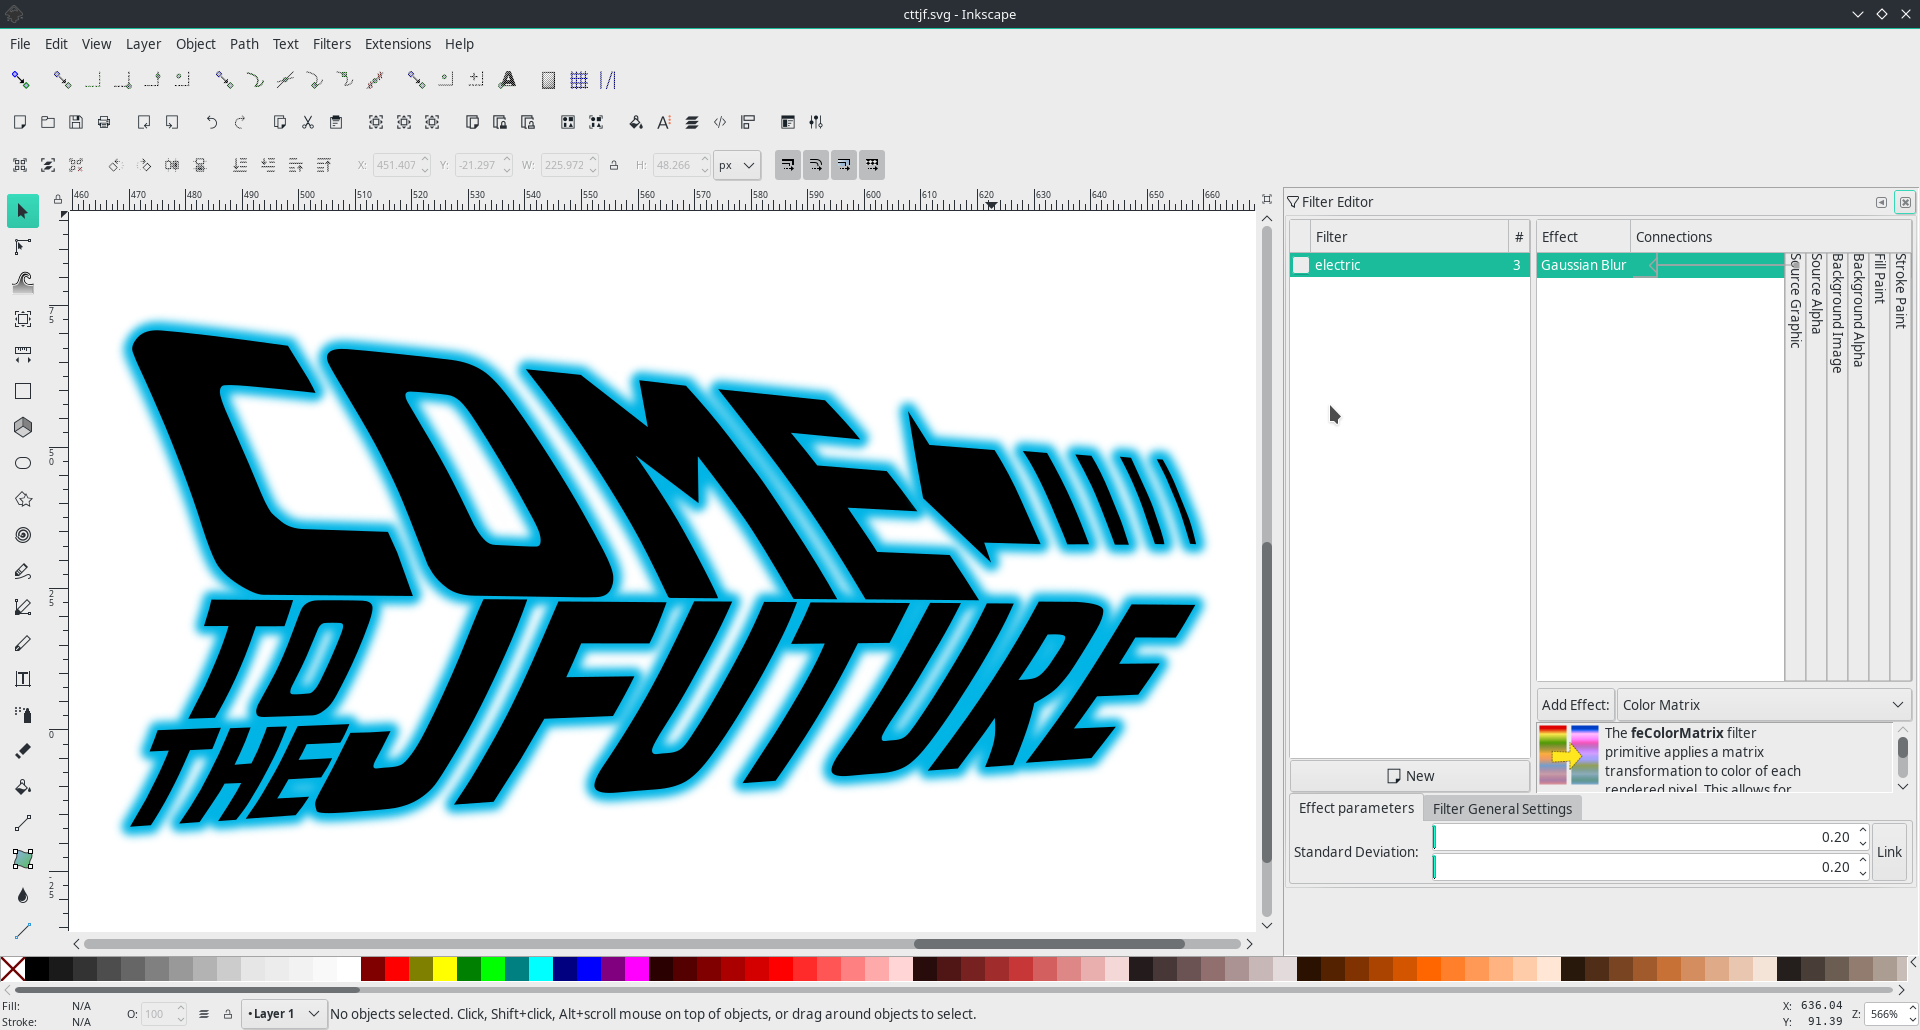 cttjf.svg - Inkscape
File Edit View Layer Object Path Text Filters Extensions Help
X: 451.407 Y: -21.297 W: 225.972 H: 48.266 px
460 470 480 490 500 510 520 530 540 550 560 570 580 590 600 610 620 630 640 650 660
75
50
25
0
-25
COME
TO
THE
JFUTURE
Filter Editor
Filter #
electric 3
New
Effect Connections
Gaussian Blur
Source Graphic
Source Alpha
Background Image
Background Alpha
Fill Paint
Stroke Paint
Add Effect: Color Matrix
The feColorMatrix filter
primitive applies a matrix
transformation to color of each
rendered pixel. This allows for
Effect parameters Filter General Settings
Standard Deviation: 0.20
0.20
Link
Fill: N/A
Stroke: N/A
O: 100
•Layer 1
No objects selected. Click, Shift+click, Alt+scroll mouse on top of objects, or drag around objects to select.
X: 636.04
Y: 91.39
Z: 566%